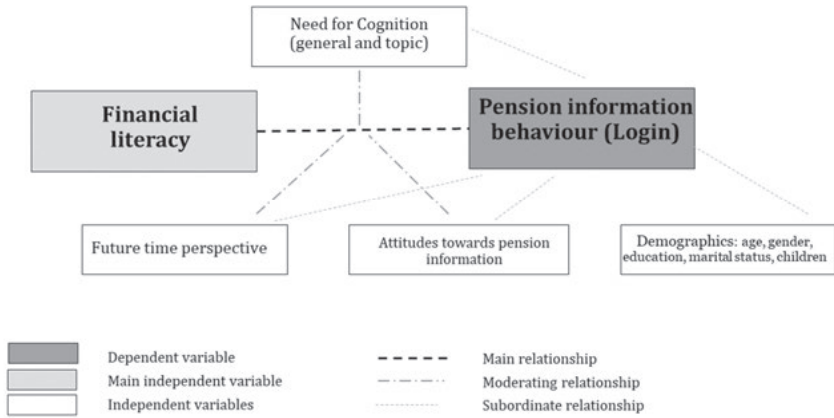 Need for Cognition
(general and topic)
Financial
literacy
Pension information
behaviour (Login)
Future time perspective
Attitudes towards pension
information
Demographics: age, gender,
education, marital status, children
Dependent variable
Main independent variable
Independent variables
Main relationship
Moderating relationship
Subordinate relationship